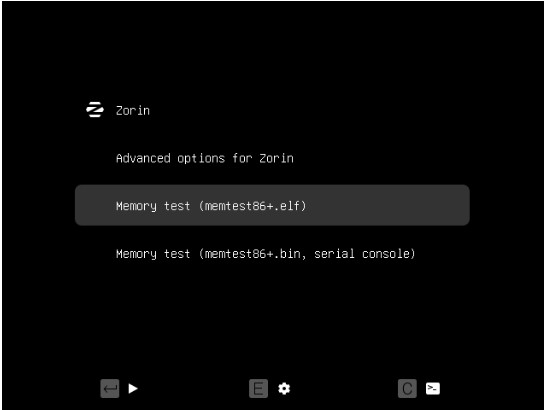 Zorin
Advanced options for Zorin
Memory test (memtest86+.elf)
Memory test (memtest86+.bin, serial console)
E C